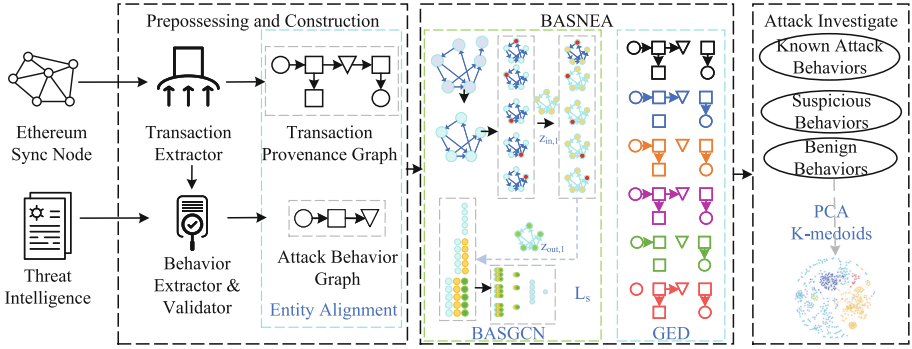 Prepossessing and Construction
BASNEA
Attack Investigate
Ethereum
Sync Node
Transaction
Extractor
Transaction
Provenance Graph
Threat
Intelligence
Behavior
Extractor &
Validator
Attack Behavior
Graph
Entity Alignment
Z_in,1
Z_out,1
L_s
BASGCN
GED
Known Attack
Behaviors
Suspicious
Behaviors
Benign
Behaviors
PCA
K-medoids